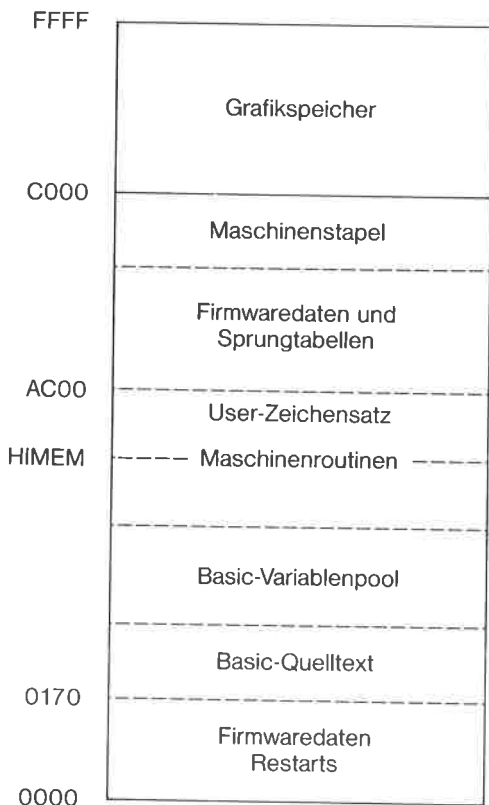 FFFF
Grafikspeicher
C000
Maschinenstapel
Firmwaredaten und
Sprungtabellen
AC00
User-Zeichensatz
HIMEM
Maschinenroutinen
Basic-Variablenpool
Basic-Quelltext
0170
Firmwaredaten
Restarts
0000